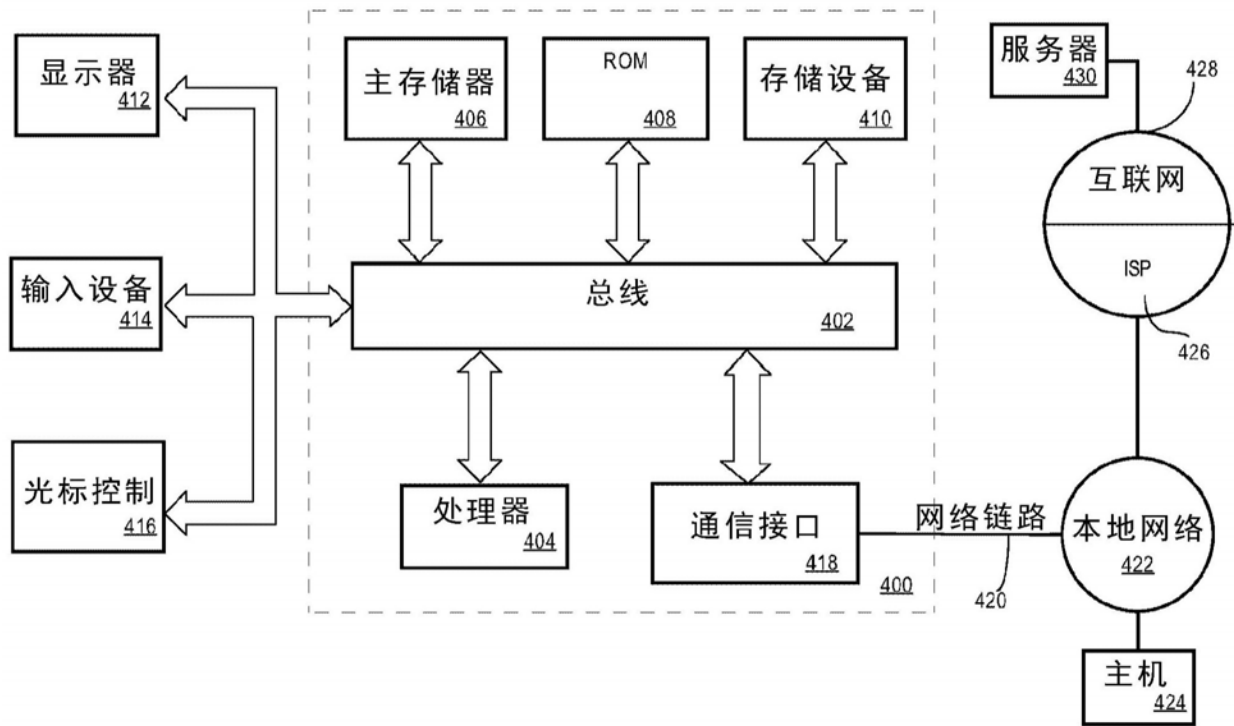 显示器
412
输入设备
414
光标控制
416
主存储器
406
ROM
408
存储设备
410
总线
402
处理器
404
通信接口
418
400
网络链路
420
服务器
430
428
互联网
ISP
426
本地网络
422
主机
424